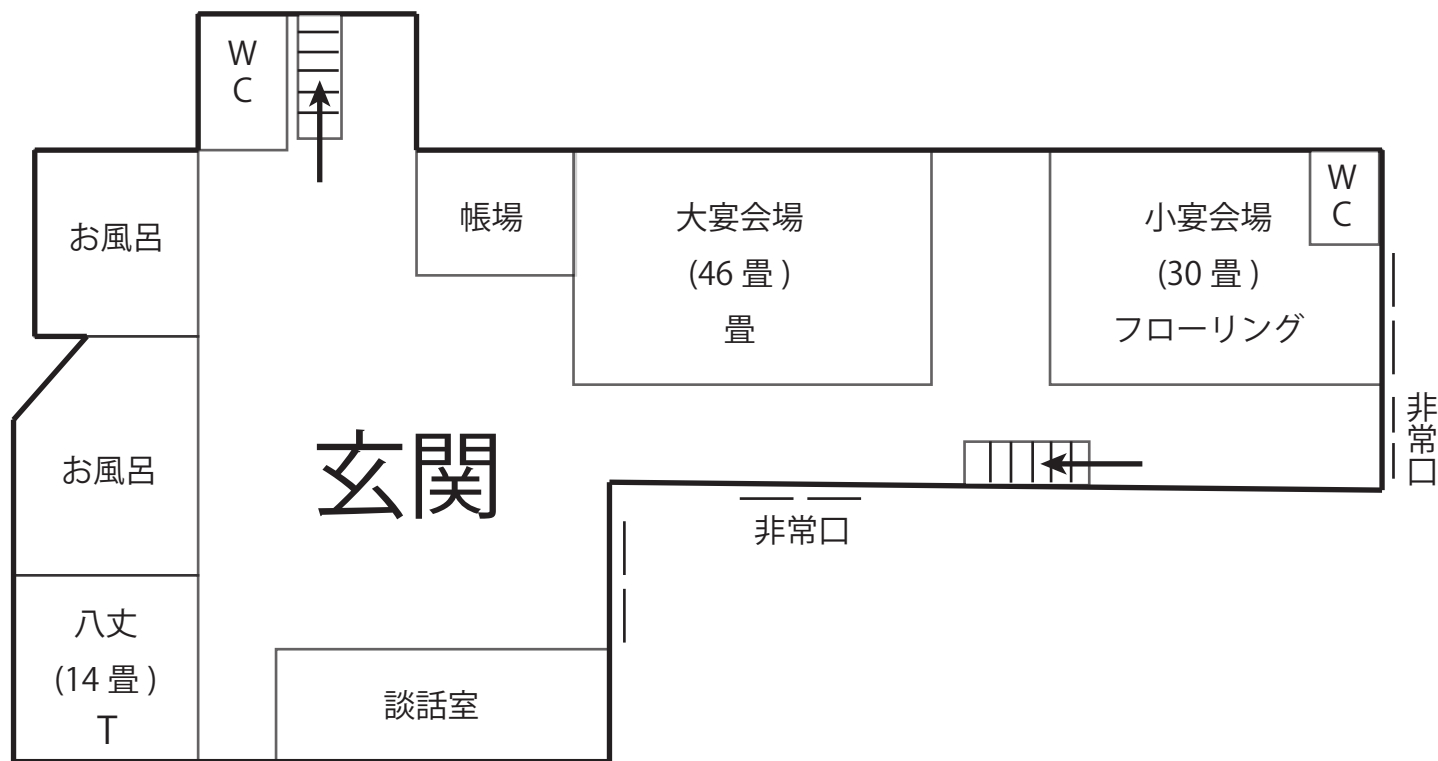 W
C
お風呂
帳場
大宴会場
(46 畳 )
畳
小宴会場
(30 畳 )
フローリング
W
C
非常口
お風呂
玄関
非常口
八丈
(14 畳 )
T
談話室